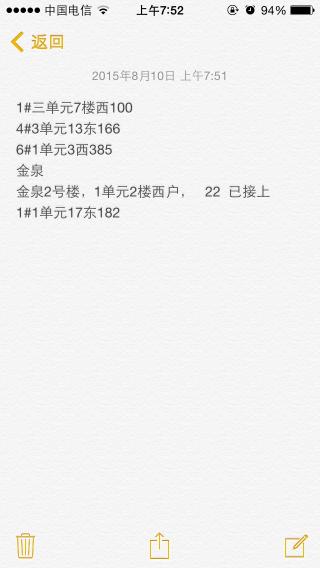 中国电信 上午7:52 94%
返回
2015年8月10日 上午7:51
1#三单元7楼西100
4#3单元13东166
6#1单元3西385
金泉
金泉2号楼，1单元2楼西户， 22 已接上
1#1单元17东182